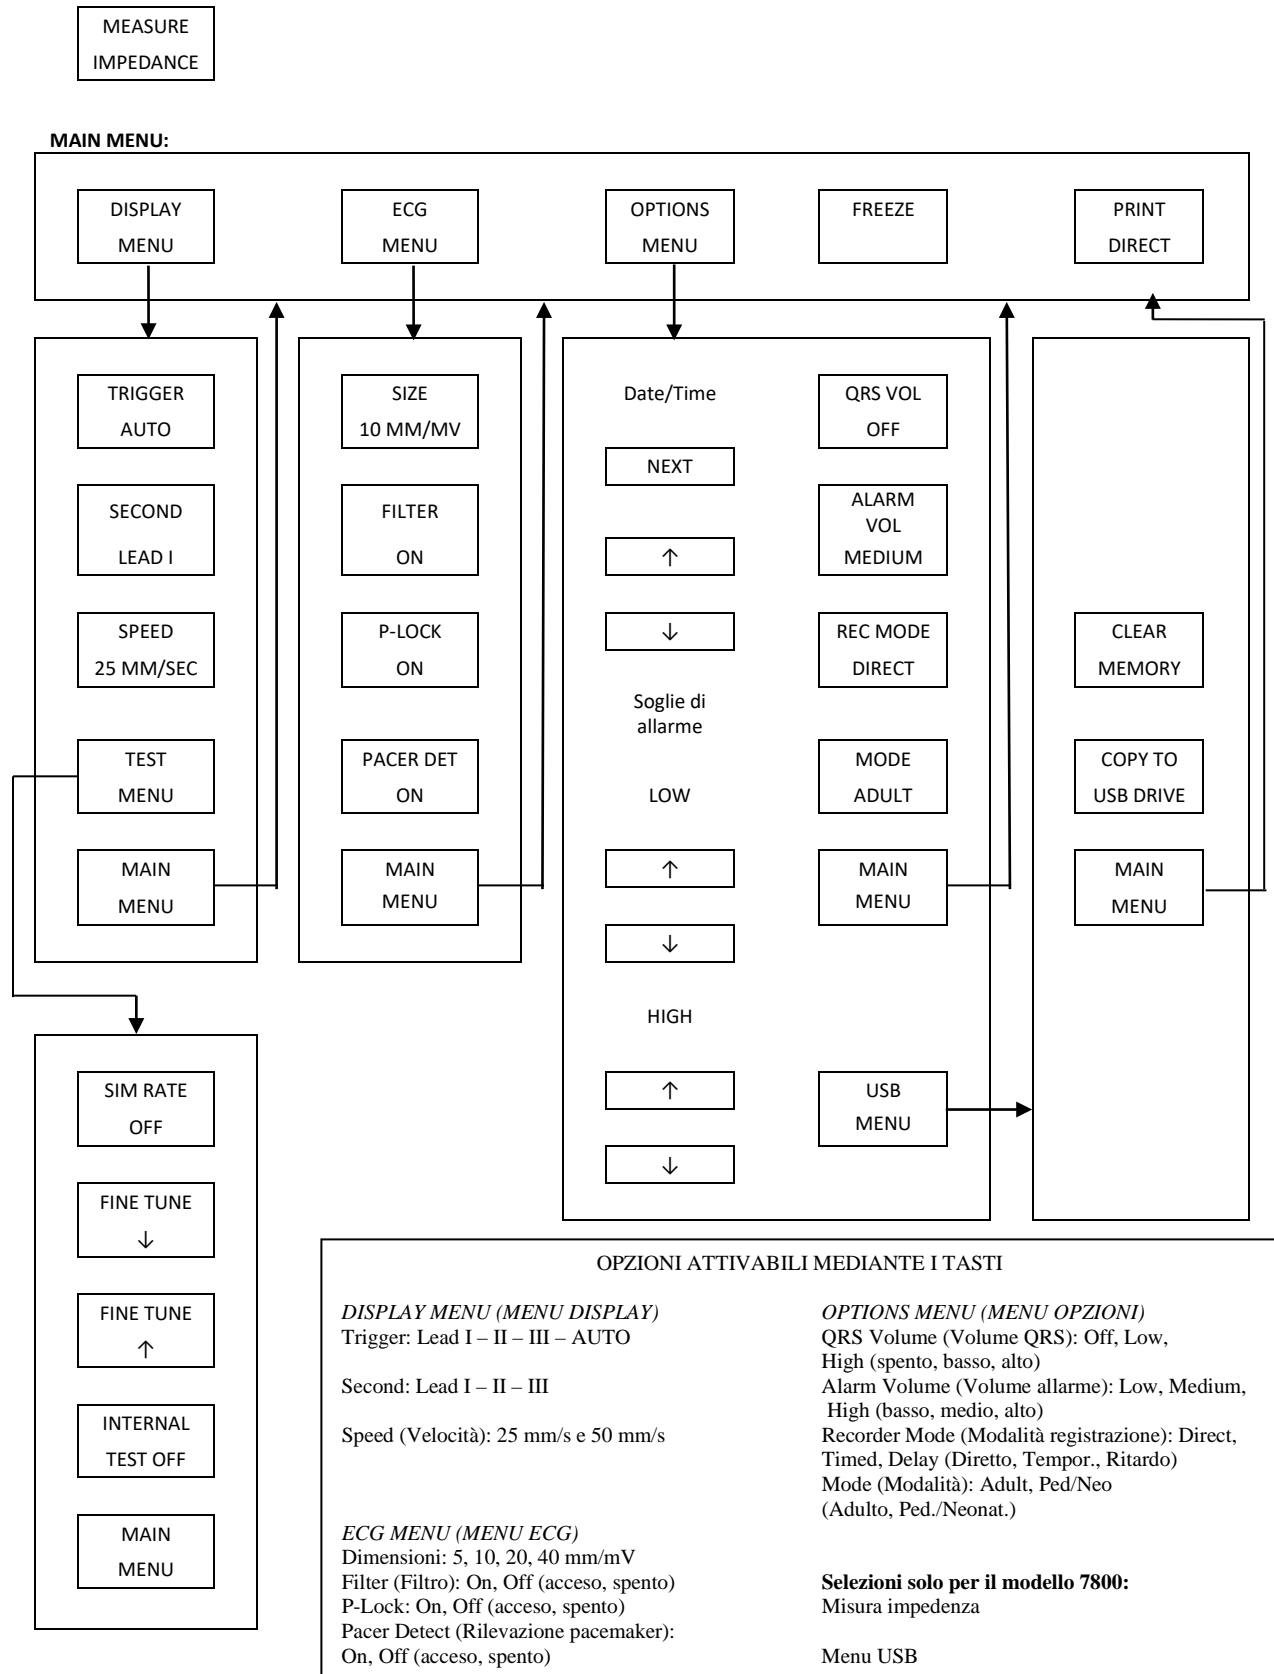 MEASURE
IMPEDANCE
MAIN MENU:
DISPLAY
MENU
ECG
MENU
OPTIONS
MENU
FREEZE
PRINT
DIRECT
TRIGGER
AUTO
SECOND
LEAD I
SPEED
25 MM/SEC
TEST
MENU
MAIN
MENU
SIZE
10 MM/MV
FILTER
ON
P-LOCK
ON
PACER DET
ON
MAIN
MENU
Date/Time
NEXT
↑
↓
Soglie di
allarme
LOW
↑
↓
HIGH
↑
↓
QRS VOL
OFF
ALARM
VOL
MEDIUM
REC MODE
DIRECT
MODE
ADULT
MAIN
MENU
USB
MENU
CLEAR
MEMORY
COPY TO
USB DRIVE
MAIN
MENU
SIM RATE
OFF
FINE TUNE
↓
FINE TUNE
↑
INTERNAL
TEST OFF
MAIN
MENU
OPZIONI ATTIVABILI MEDIANTE I TASTI
DISPLAY MENU (MENU DISPLAY)
Trigger: Lead I – II – III – AUTO
Second: Lead I – II – III
Speed (Velocità): 25 mm/s e 50 mm/s
ECG MENU (MENU ECG)
Dimensioni: 5, 10, 20, 40 mm/mV
Filter (Filtro): On, Off (acceso, spento)
P-Lock: On, Off (acceso, spento)
Pacer Detect (Rilevazione pacemaker):
On, Off (acceso, spento)
OPTIONS MENU (MENU OPZIONI)
QRS Volume (Volume QRS): Off, Low,
High (spento, basso, alto)
Alarm Volume (Volume allarme): Low, Medium,
High (basso, medio, alto)
Recorder Mode (Modalità registrazione): Direct,
Timed, Delay (Diretto, Tempor., Ritardo)
Mode (Modalità): Adult, Ped/Neo
(Adulto, Ped./Neonat.)
Selezioni solo per il modello 7800:
Misura impedenza
Menu USB